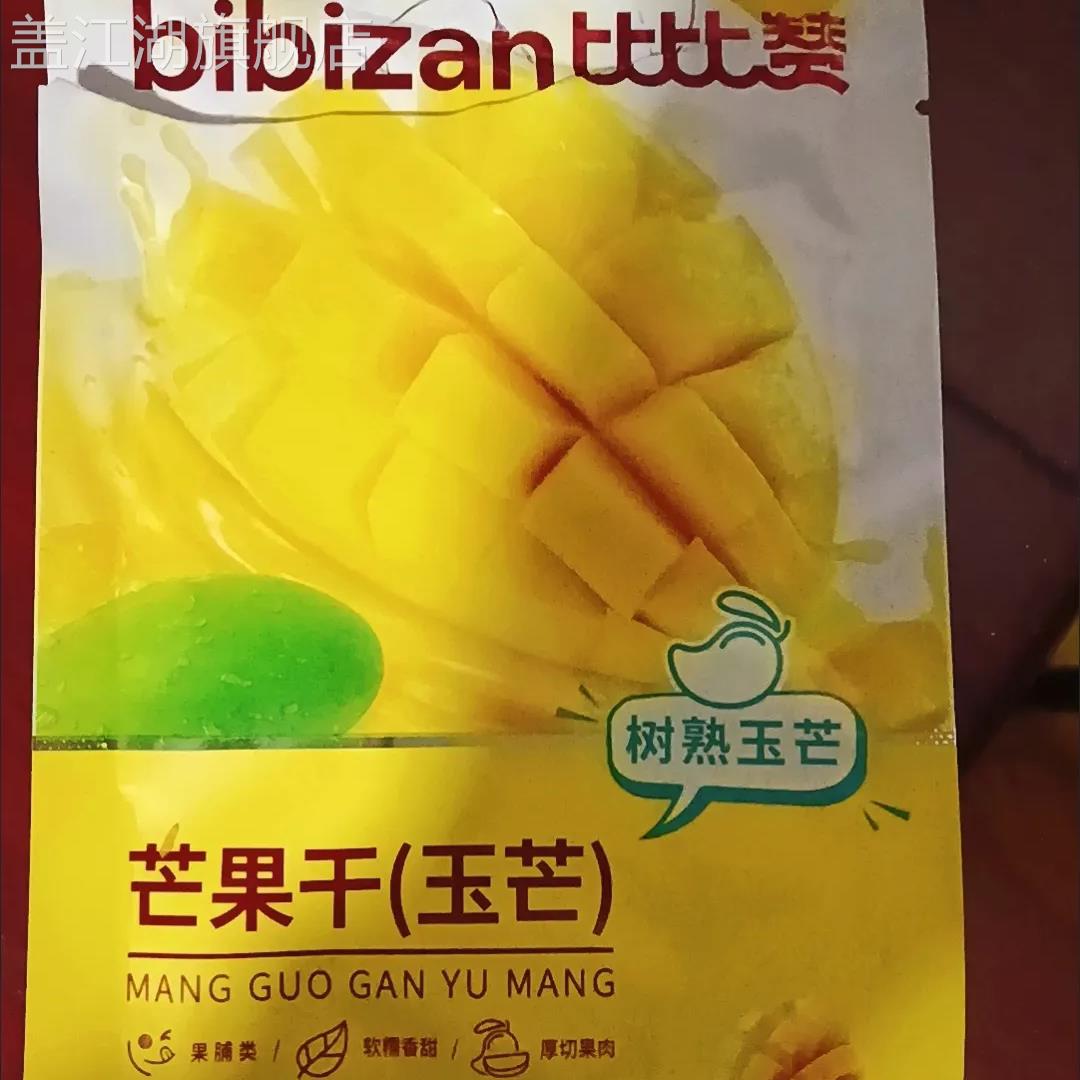 盖江湖旗舰店
bibizan比比赞
树熟玉芒
芒果干(玉芒)
MANG GUO GAN YU MANG
果脯类 / 软糯香甜 / 厚切果肉